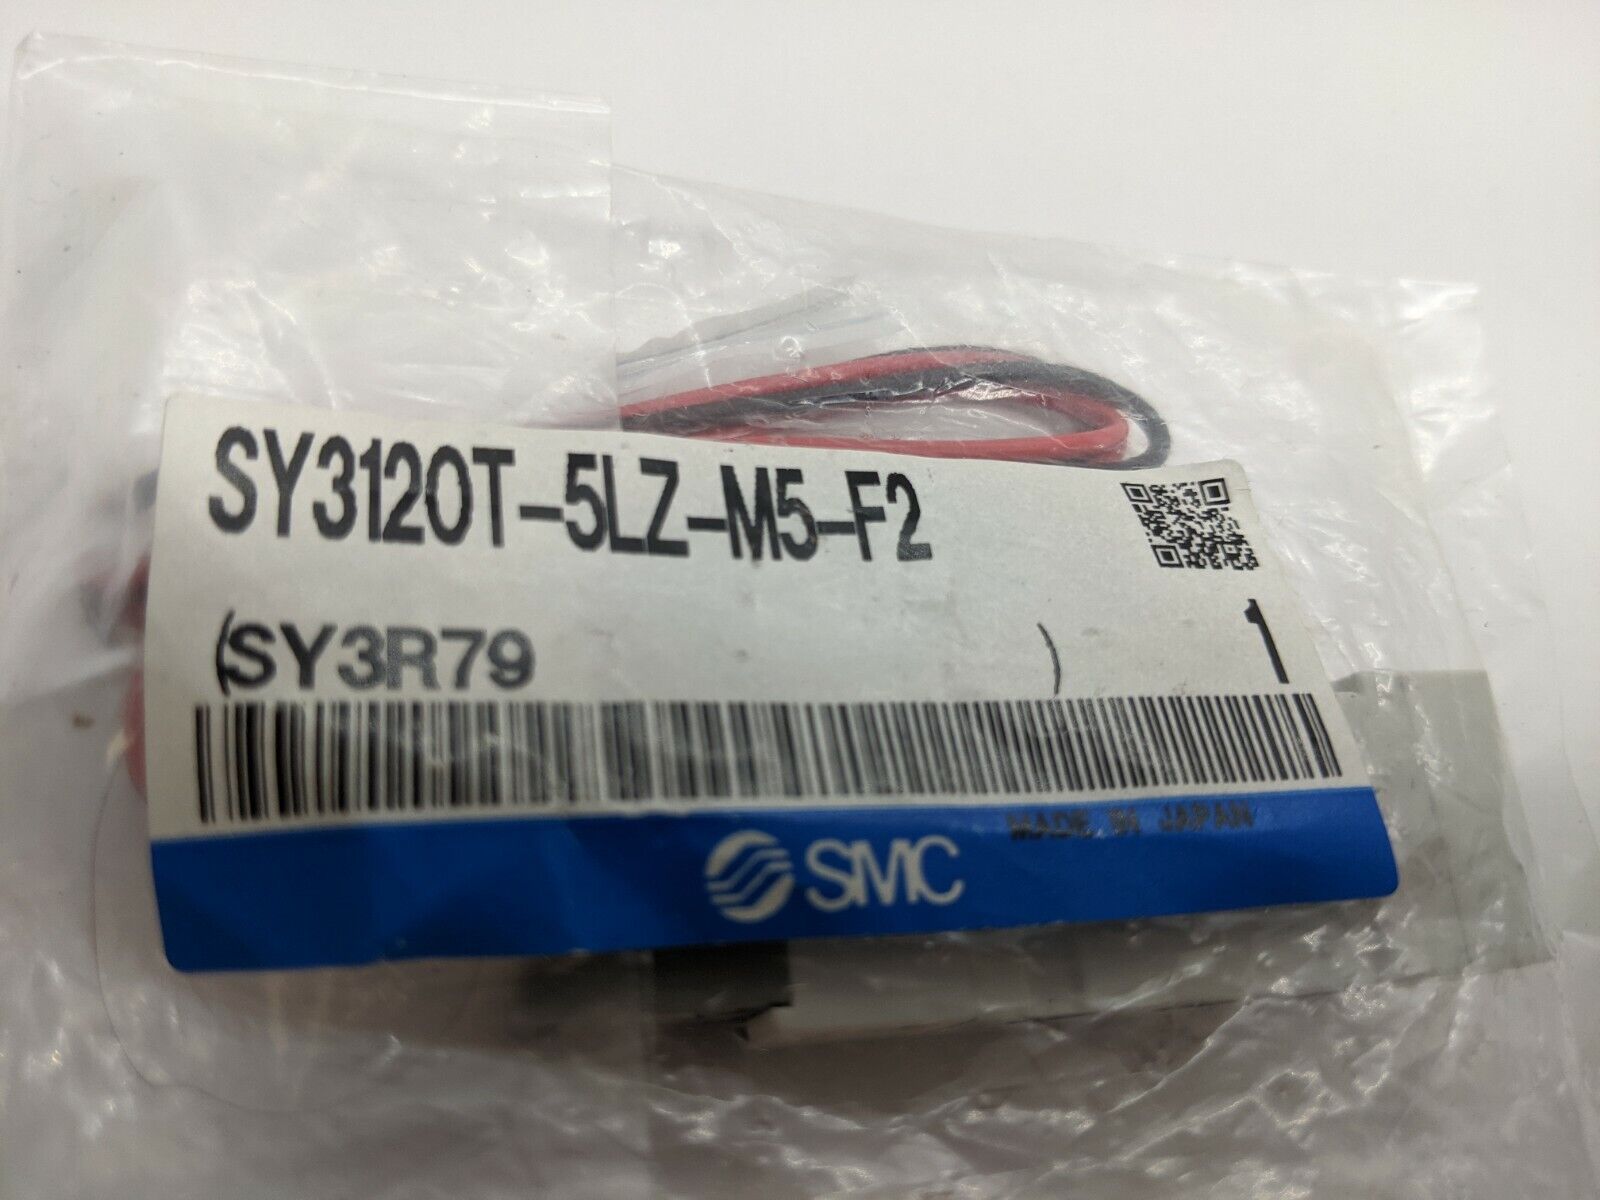 SY3120T-5LZ-M5-F2
(SY3R79 ) 1
MADE IN JAPAN
SMC